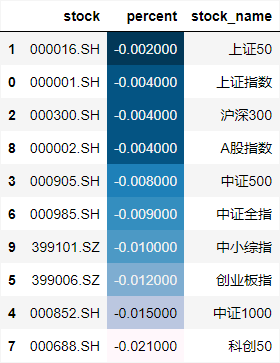 stock percent stock_name
1 000016.SH -0.002000 上证50
0 000001.SH -0.004000 上证指数
2 000300.SH -0.004000 沪深300
8 000002.SH -0.004000 A股指数
3 000905.SH -0.008000 中证500
6 000985.SH -0.009000 中证全指
9 399101.SZ -0.010000 中小综指
5 399006.SZ -0.012000 创业板指
4 000852.SH -0.015000 中证1000
7 000688.SH -0.021000 科创50